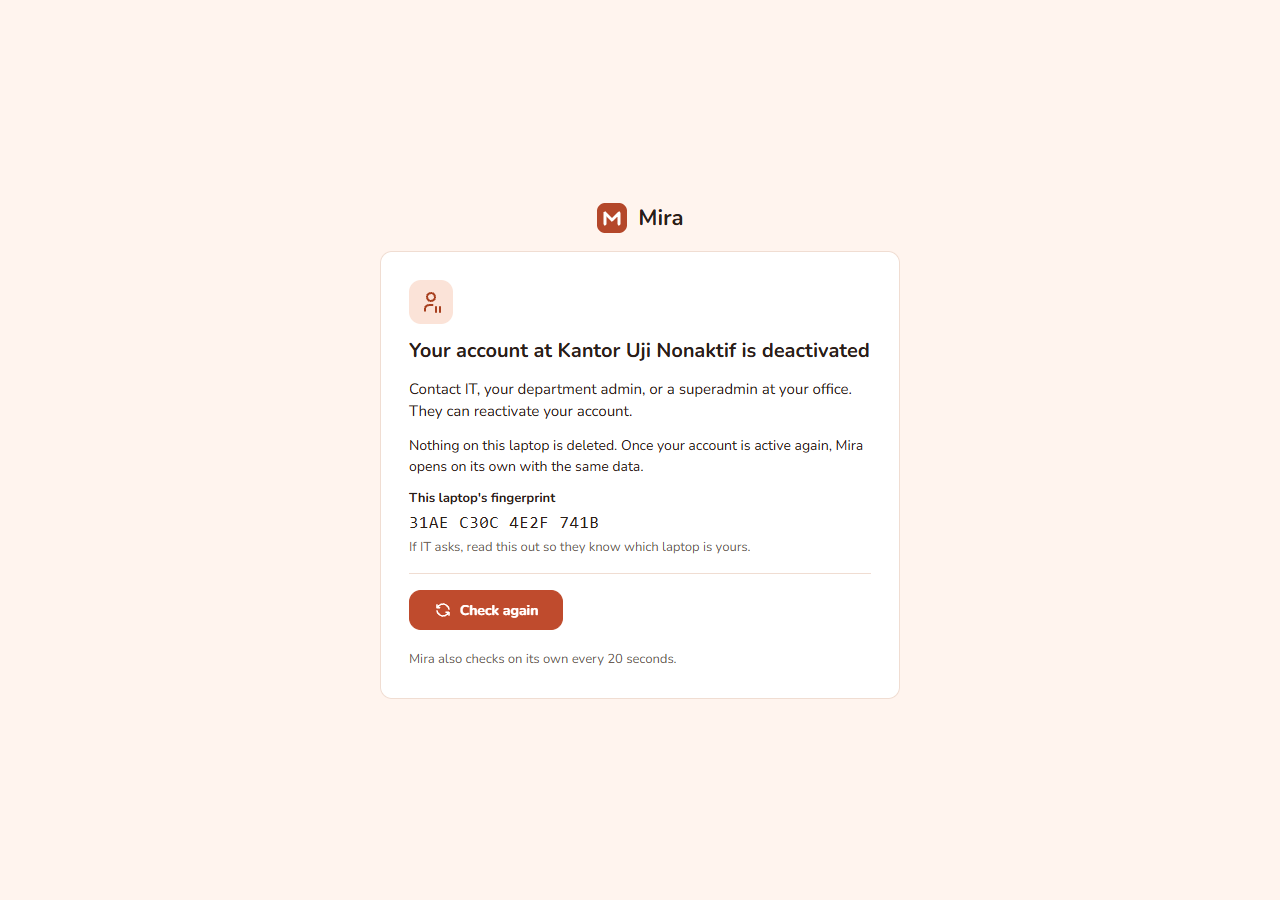 Mira
Your account at Kantor Uji Nonaktif is deactivated
Contact IT, your department admin, or a superadmin at your office.
They can reactivate your account.
Nothing on this laptop is deleted. Once your account is active again, Mira
opens on its own with the same data.
This laptop's fingerprint
31AE C30C 4E2F 741B
If IT asks, read this out so they know which laptop is yours.
Check again
Mira also checks on its own every 20 seconds.